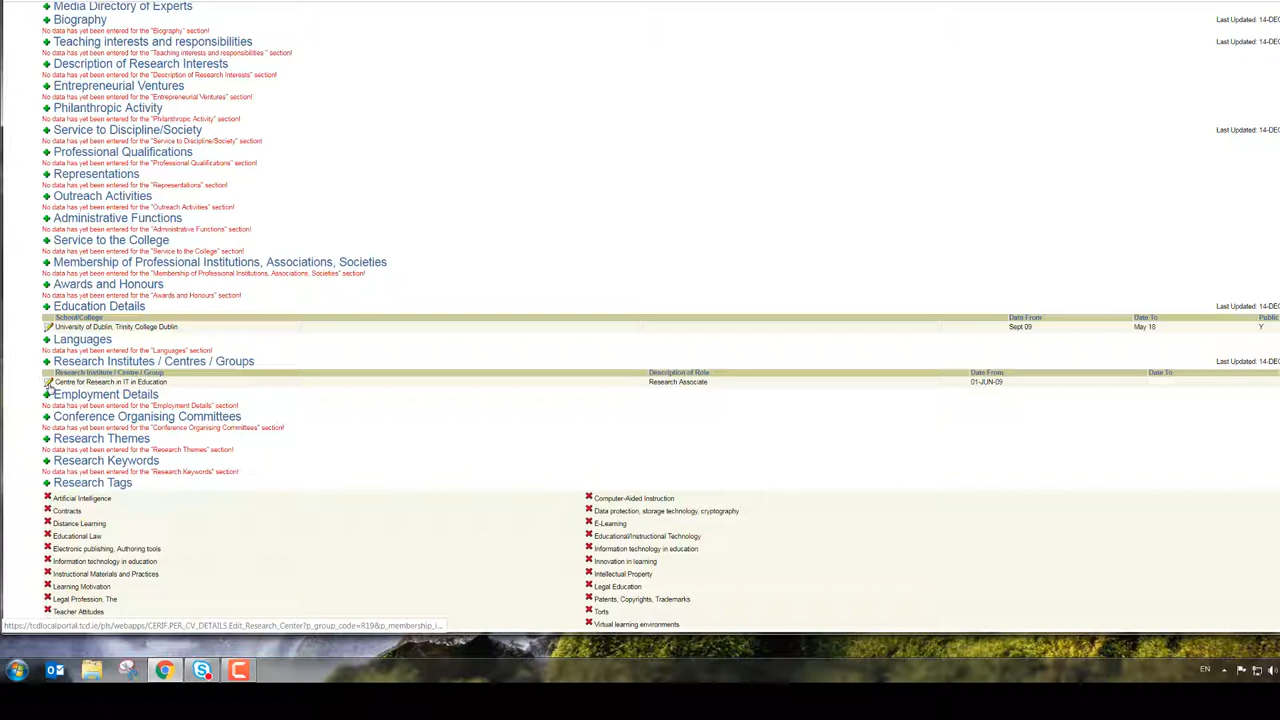 Media Directory of Experts
Biography
Last Updated: 14-DEC
No data has yet been entered for the "Biography" section!
Teaching interests and responsibilities
Last Updated: 14-DEC
No data has yet been entered for the "Teaching interests and responsibilities " section!
Description of Research Interests
No data has yet been entered for the "Description of Research Interests" section!
Entrepreneurial Ventures
No data has yet been entered for the "Entrepreneurial Ventures" section!
Philanthropic Activity
No data has yet been entered for the "Philanthropic Activity" section!
Service to Discipline/Society
Last Updated: 14-DEC
No data has yet been entered for the "Service to Discipline/Society" section!
Professional Qualifications
No data has yet been entered for the "Professional Qualifications" section!
Representations
No data has yet been entered for the "Representations" section!
Outreach Activities
No data has yet been entered for the "Outreach Activities" section!
Administrative Functions
No data has yet been entered for the "Administrative Functions" section!
Service to the College
No data has yet been entered for the "Service to the College" section!
Membership of Professional Institutions, Associations, Societies
No data has yet been entered for the "Membership of Professional Institutions, Associations, Societies" section!
Awards and Honours
No data has yet been entered for the "Awards and Honours" section!
Education Details
Last Updated: 14-DEC
School/College Date From Date To Public
University of Dublin, Trinity College Dublin Sept 09 May 18 Y
Languages
No data has yet been entered for the "Languages" section!
Research Institutes / Centres / Groups
Last Updated: 14-DEC
Research Institute / Centre / Group Description of Role Date From Date To
Centre for Research in IT in Education Research Associate 01-JUN-09
Employment Details
No data has yet been entered for the "Employment Details" section!
Conference Organising Committees
No data has yet been entered for the "Conference Organising Committees" section!
Research Themes
No data has yet been entered for the "Research Themes" section!
Research Keywords
No data has yet been entered for the "Research Keywords" section!
Research Tags
Artificial Intelligence Computer-Aided Instruction
Contracts Data protection, storage technology, cryptography
Distance Learning E-Learning
Educational Law Educational/Instructional Technology
Electronic publishing, Authoring tools Information technology in education
Information technology in education Innovation in learning
Instructional Materials and Practices Intellectual Property
Learning Motivation Legal Education
Legal Profession, The Patents, Copyrights, Trademarks
Teacher Attitudes Torts
Virtual learning environments
https://tcdlocalportal.tcd.ie/pls/webapps/CERIF.PER_CV_DETAILS.Edit_Research_Center?p_group_code=R19&p_membership_i...
EN